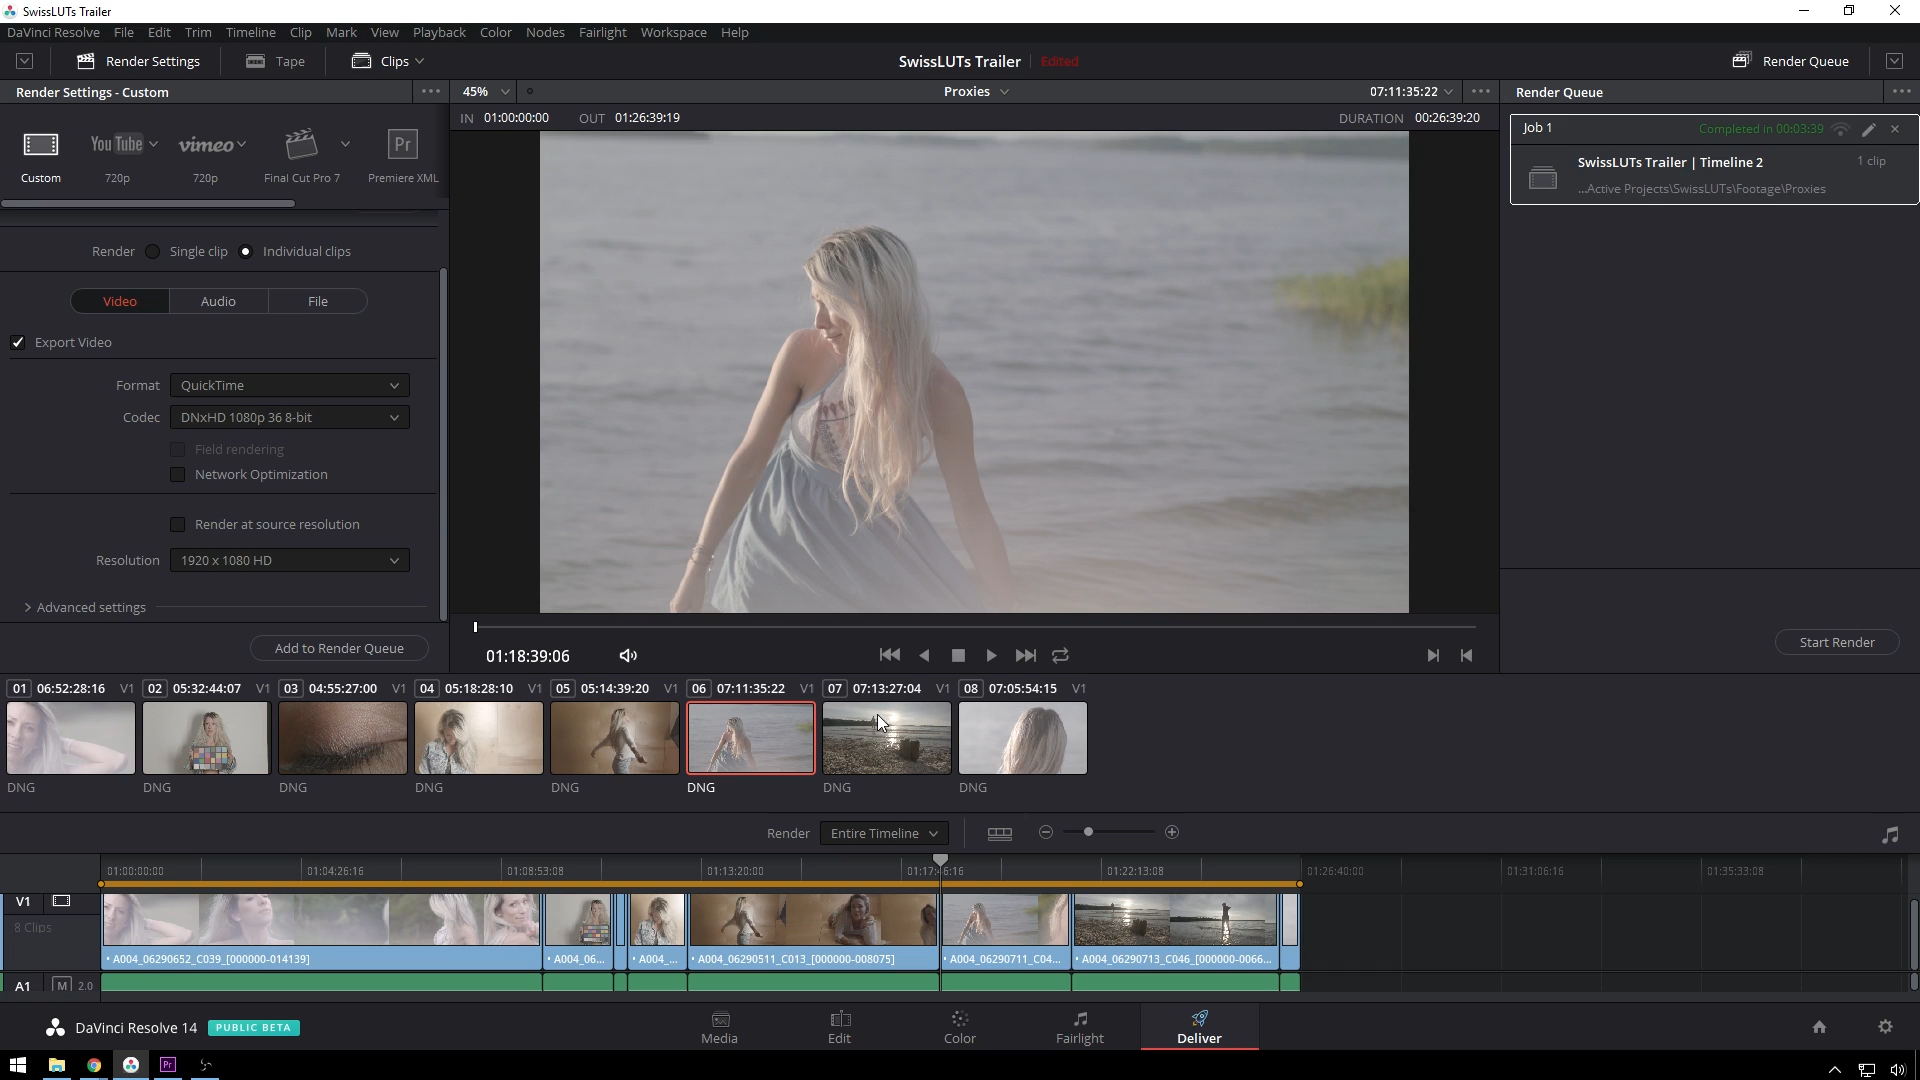 SwissLUTs Trailer
DaVinci Resolve File Edit Trim Timeline Clip Mark View Playback Color Nodes Fairlight Workspace Help
Render Settings Tape Clips SwissLUTs Trailer Edited Render Queue
Render Settings - Custom 45% Proxies 07:11:35:22 Render Queue
IN 01:00:00:00 OUT 01:26:39:19 DURATION 00:26:39:20
Job 1 Completed in 00:03:39
SwissLUTs Trailer | Timeline 2 1 clip
...Active Projects\SwissLUTs\Footage\Proxies
YouTube vimeo Pr
Custom 720p 720p Final Cut Pro 7 Premiere XML
Render Single clip Individual clips
Video Audio File
Export Video
Format QuickTime
Codec DNxHD 1080p 36 8-bit
Field rendering
Network Optimization
Render at source resolution
Resolution 1920 x 1080 HD
Advanced settings
Add to Render Queue
01:18:39:06
Start Render
01 06:52:28:16 V1 02 05:32:44:07 V1 03 04:55:27:00 V1 04 05:18:28:10 V1 05 05:14:39:20 V1 06 07:11:35:22 V1 07 07:13:27:04 V1 08 07:05:54:15 V1
DNG DNG DNG DNG DNG DNG DNG DNG
Render Entire Timeline
01:00:00:00 01:04:26:16 01:08:53:08 01:13:20:00 01:17:46:16 01:22:13:08 01:26:40:00 01:31:06:16 01:35:33:08
V1
8 Clips
A004_06290652_C039_[000000-014139] A004_06... A004_... A004_06290511_C013_[000000-008075] A004_06290711_C04... A004_06290713_C046_[000000-0066...
A1 M 2.0
DaVinci Resolve 14 PUBLIC BETA
Media Edit Color Fairlight Deliver
Pr